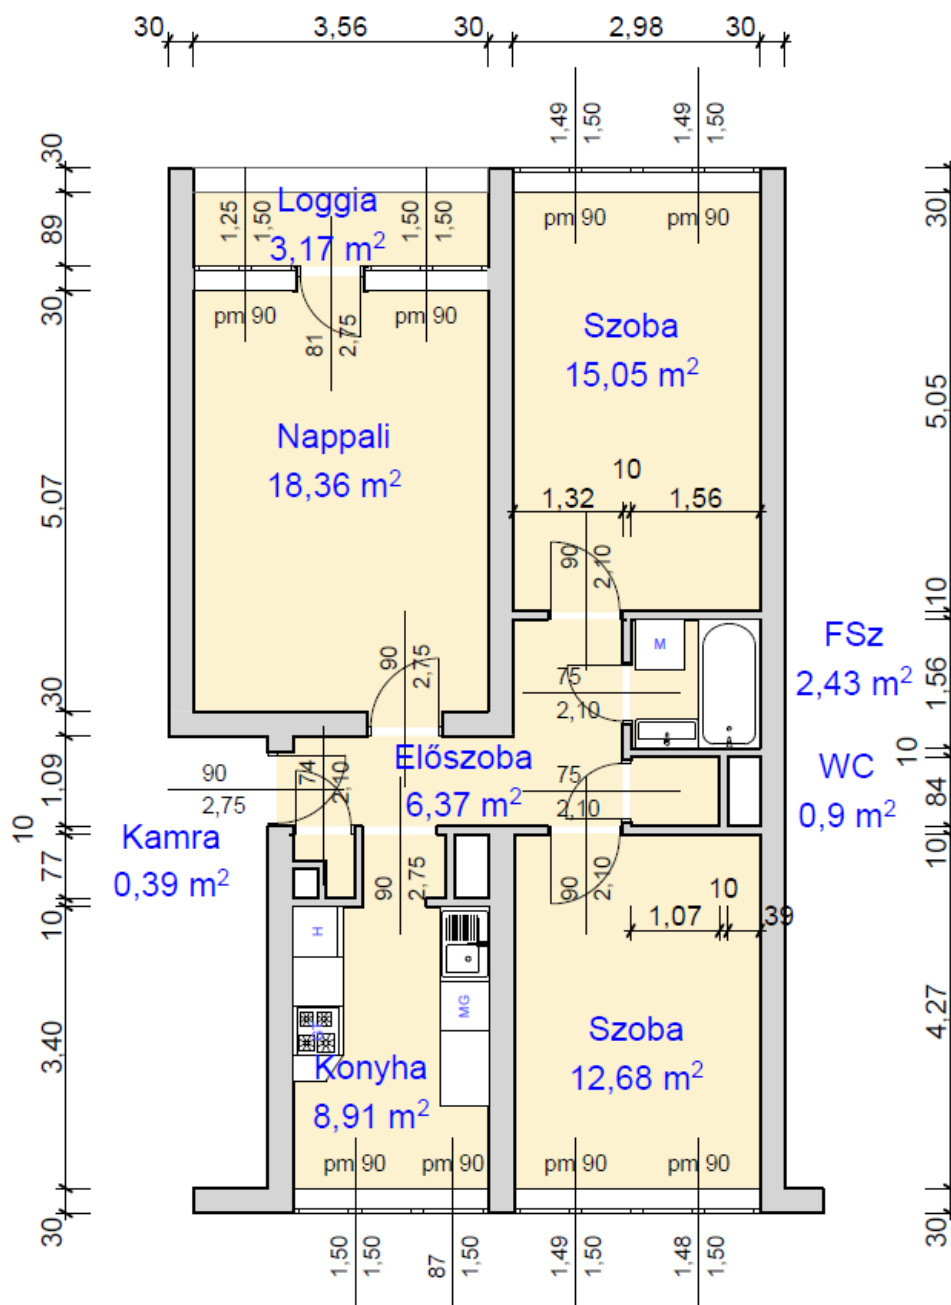 30 3,56 30 2,98 30
1,49 1,50 1,49 1,50
30 89 30 5,07 30 1,09 10 77 10 3,40 30
30 5,05 10 1,56 10 84 10 4,27 30
Loggia
3,17 m²
1,25 1,50
1,50 1,50
pm 90
pm 90
81 2,75
pm 90
pm 90
Szoba
15,05 m²
Nappali
18,36 m²
10
1,32 1,56
90 2,10
90 2,75
M
FSz
2,43 m²
75
2,10
Előszoba
6,37 m²
75
2,10
WC
0,9 m²
90
2,75
74 2,10
Kamra
0,39 m²
90 2,75
90 2,10
10
1,07 39
H
MG
Szoba
12,68 m²
Konyha
8,91 m²
pm 90
pm 90
pm 90
pm 90
1,50 1,50
87 1,50
1,49 1,50
1,48 1,50